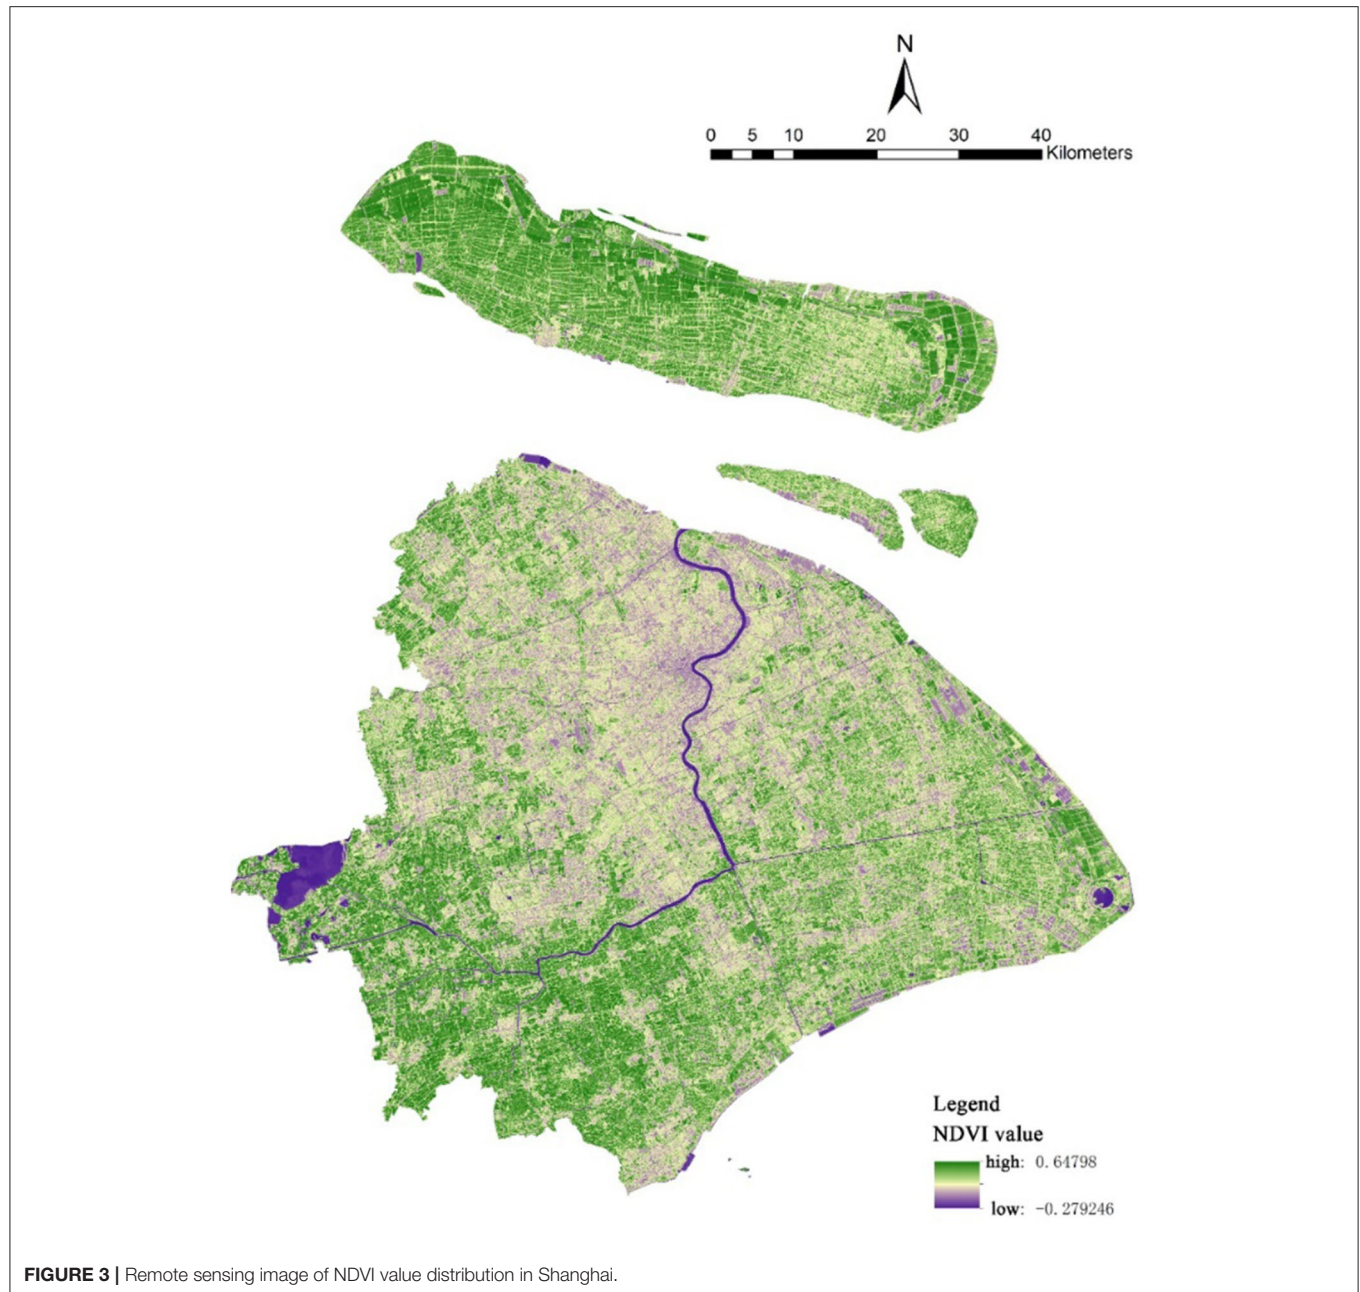 N
0 5 10 20 30 40
Kilometers
Legend
NDVI value
high: 0.64798
low: -0.279246
FIGURE 3 | Remote sensing image of NDVI value distribution in Shanghai.